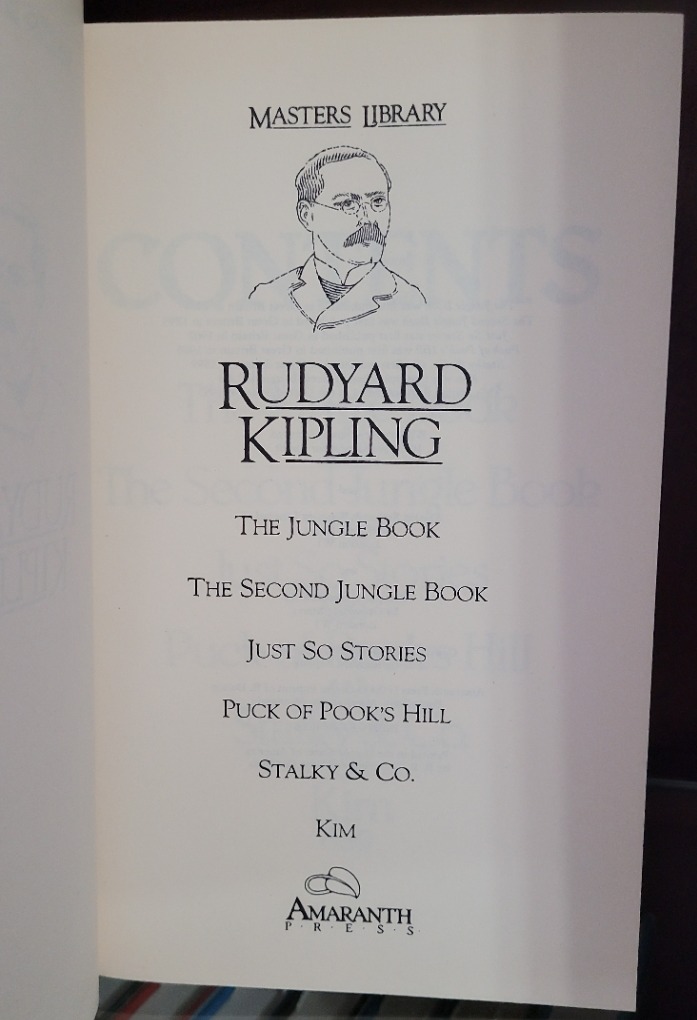 MASTERS LIBRARY
RUDYARD
KIPLING
THE JUNGLE BOOK
THE SECOND JUNGLE BOOK
JUST SO STORIES
PUCK OF POOK'S HILL
STALKY & CO.
KIM
AMARANTH
P·R·E·S·S